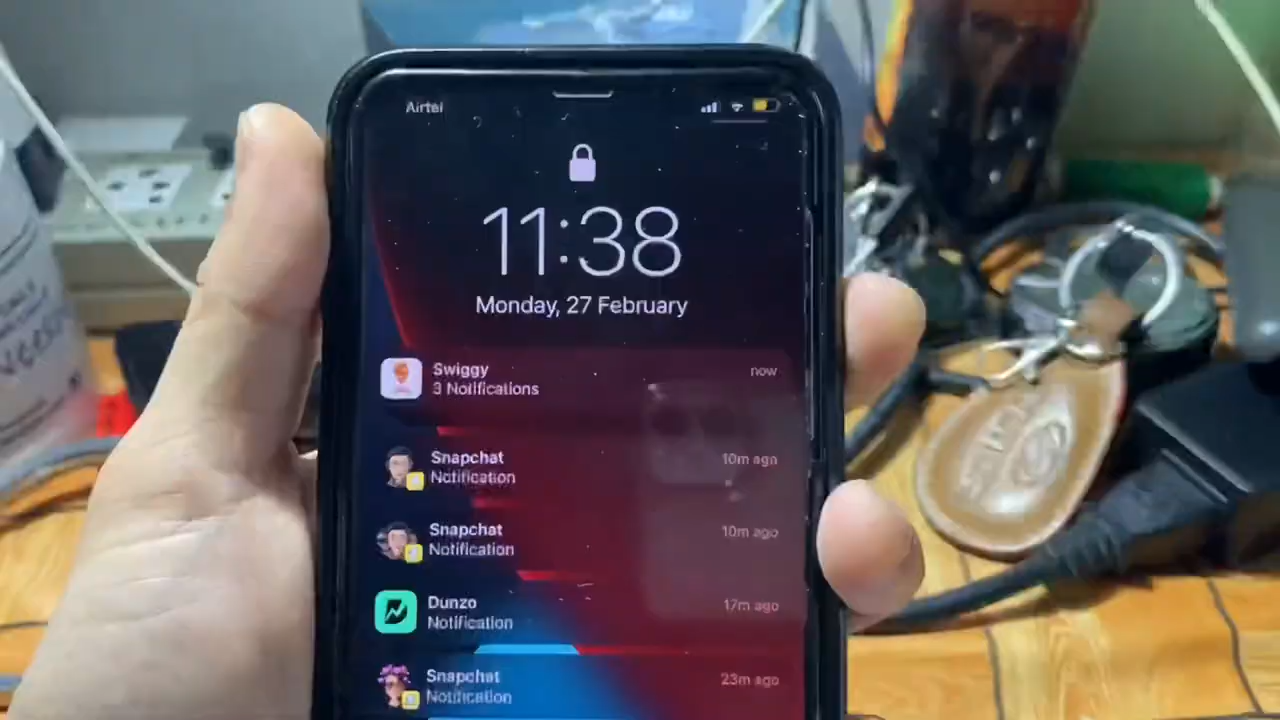 Airtel
11:38
Monday, 27 February
Swiggy
now
3 Notifications
Snapchat
10m ago
Notification
Snapchat
10m ago
Notification
Dunzo
17m ago
Notification
Snapchat
23m ago
Notification